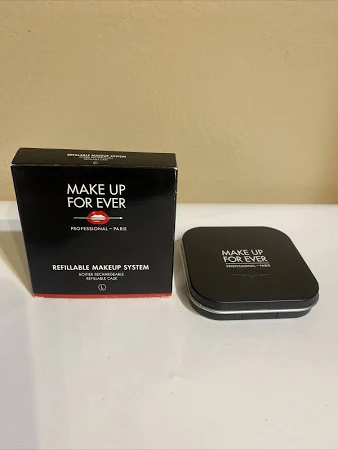 REFILLABLE MAKEUP SYSTEM
MAKE UP
FOR EVER
PROFESSIONAL – PARIS
REFILLABLE MAKEUP SYSTEM
BOITIER RECHARGEABLE
REFILLABLE CASE
L
MAKE UP
FOR EVER
PROFESSIONAL – PARIS